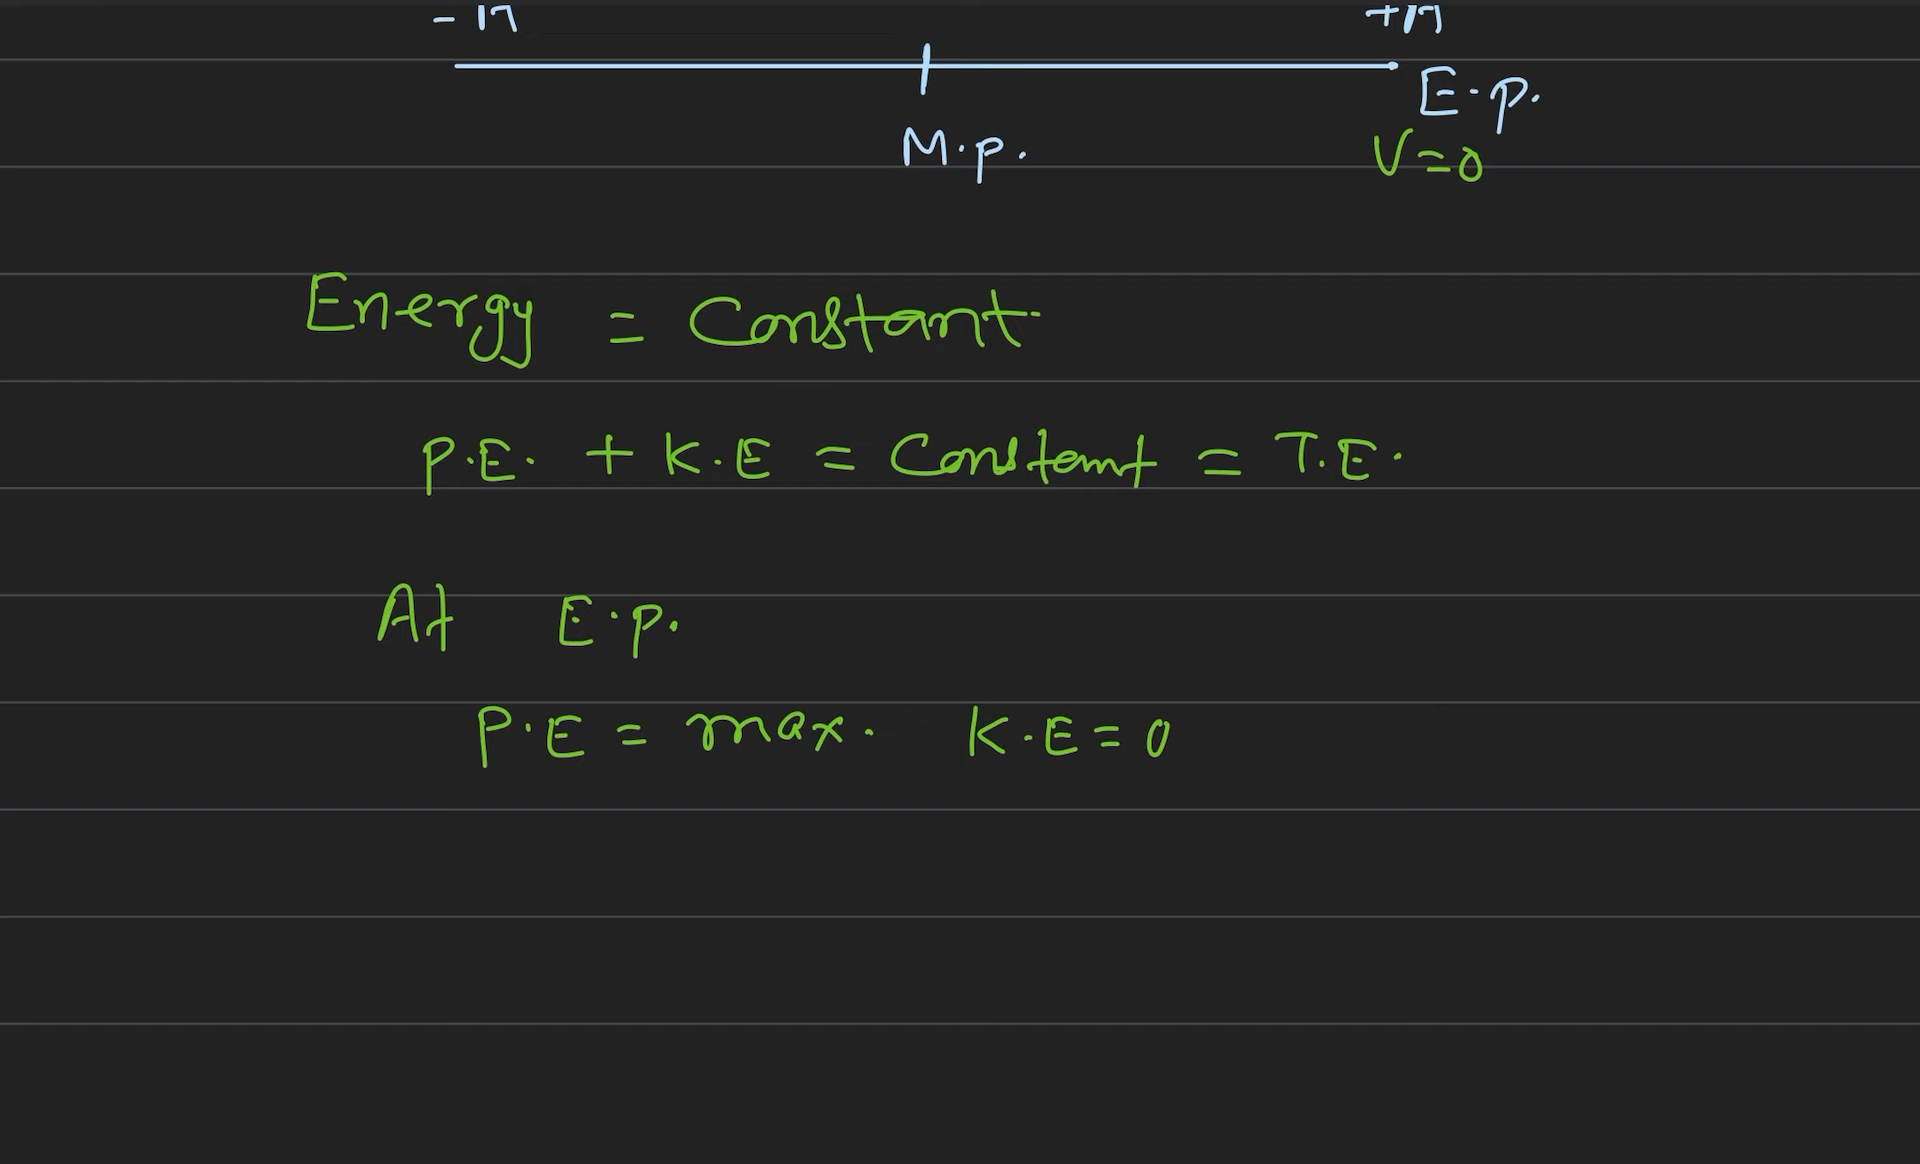 E.p.
M.p.
V=0
Energy = Constant
P.E. + K.E = Constant = T.E.
At E.p.
P.E = max. K.E = 0